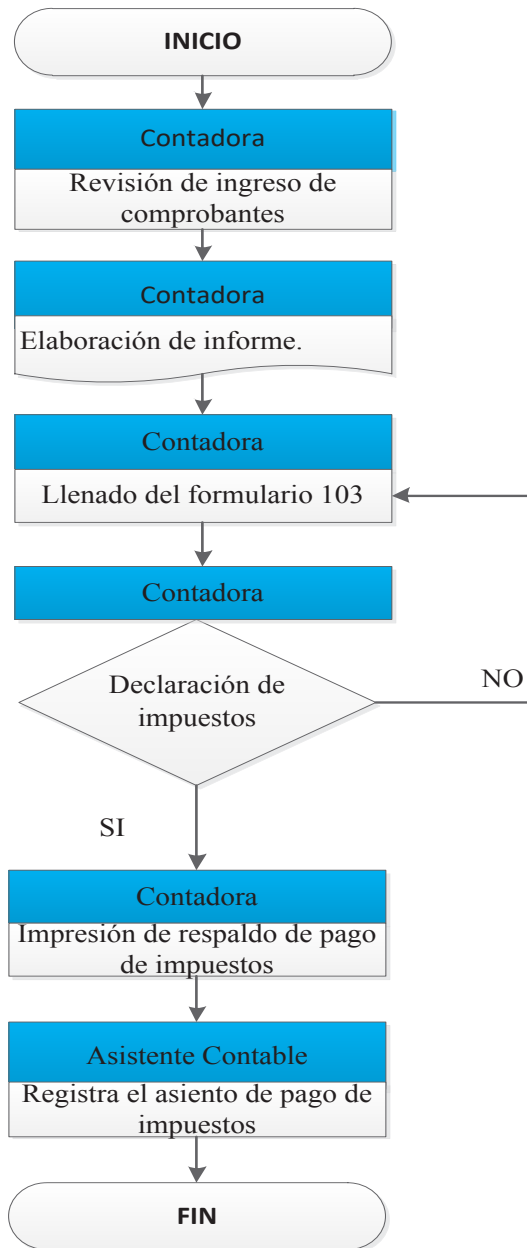 INICIO
Contadora
Revisión de ingreso de
comprobantes
Contadora
Elaboración de informe.
Contadora
Llenado del formulario 103
Contadora
Declaración de
impuestos
NO
SI
Contadora
Impresión de respaldo de pago
de impuestos
Asistente Contable
Registra el asiento de pago de
impuestos
FIN